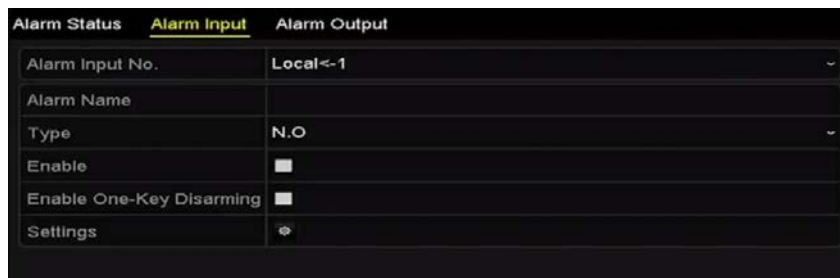 Alarm Status Alarm Input Alarm Output
Alarm Input No. Local<-1
Alarm Name
Type N.O
Enable
Enable One-Key Disarming
Settings